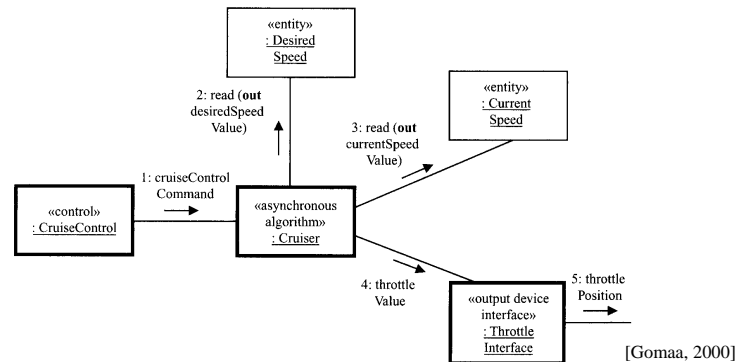 «entity»
: Desired
Speed
2: read (out
desiredSpeed
Value)
«entity»
: Current
Speed
3: read (out
currentSpeed
Value)
1: cruiseControl
Command
«control»
: CruiseControl
«asynchronous
algorithm»
: Cruiser
4: throttle
Value
«output device
interface»
: Throttle
Interface
5: throttle
Position
[Gomaa, 2000]